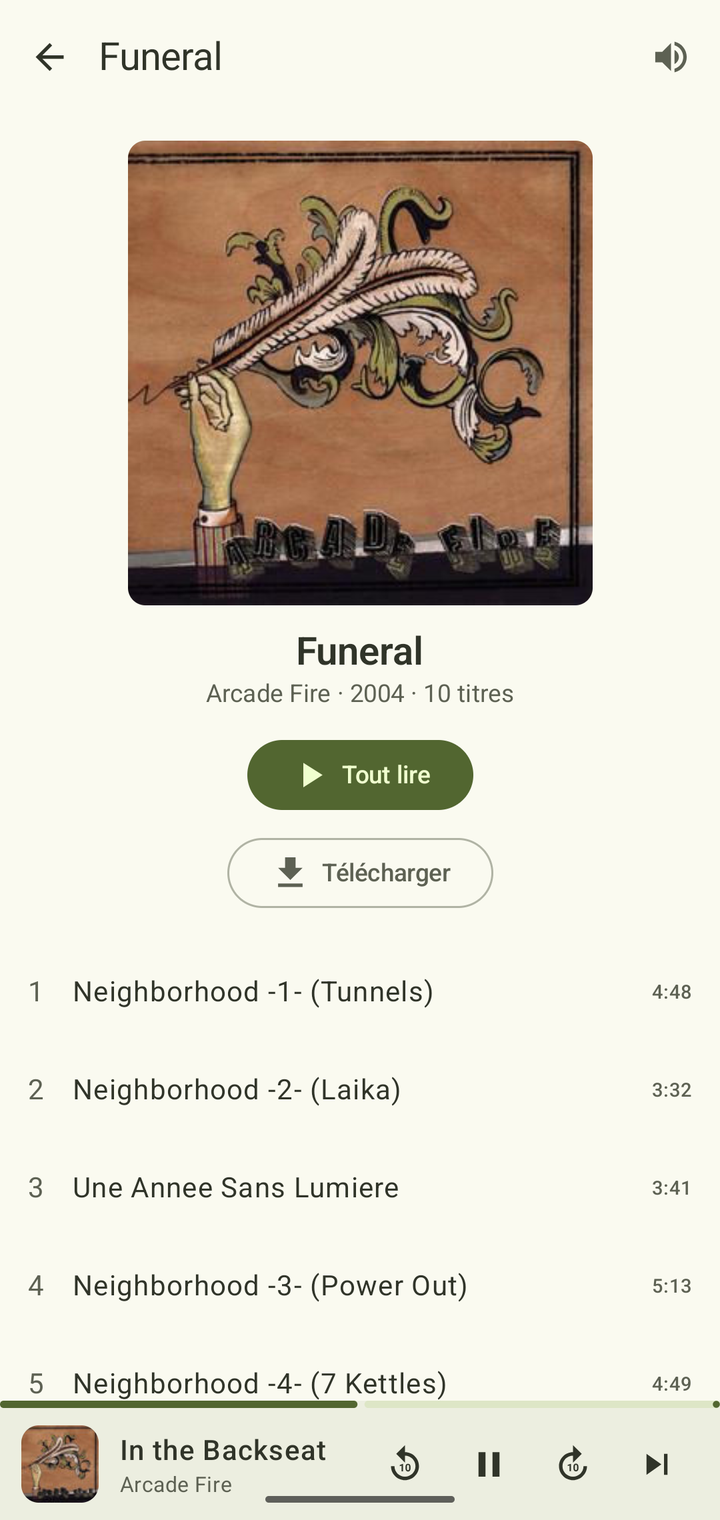 Funeral
ARCADE FIRE
Funeral
Arcade Fire · 2004 · 10 titres
Tout lire
Télécharger
1 Neighborhood -1- (Tunnels) 4:48
2 Neighborhood -2- (Laika) 3:32
3 Une Annee Sans Lumiere 3:41
4 Neighborhood -3- (Power Out) 5:13
5 Neighborhood -4- (7 Kettles) 4:49
In the Backseat
Arcade Fire
10
10